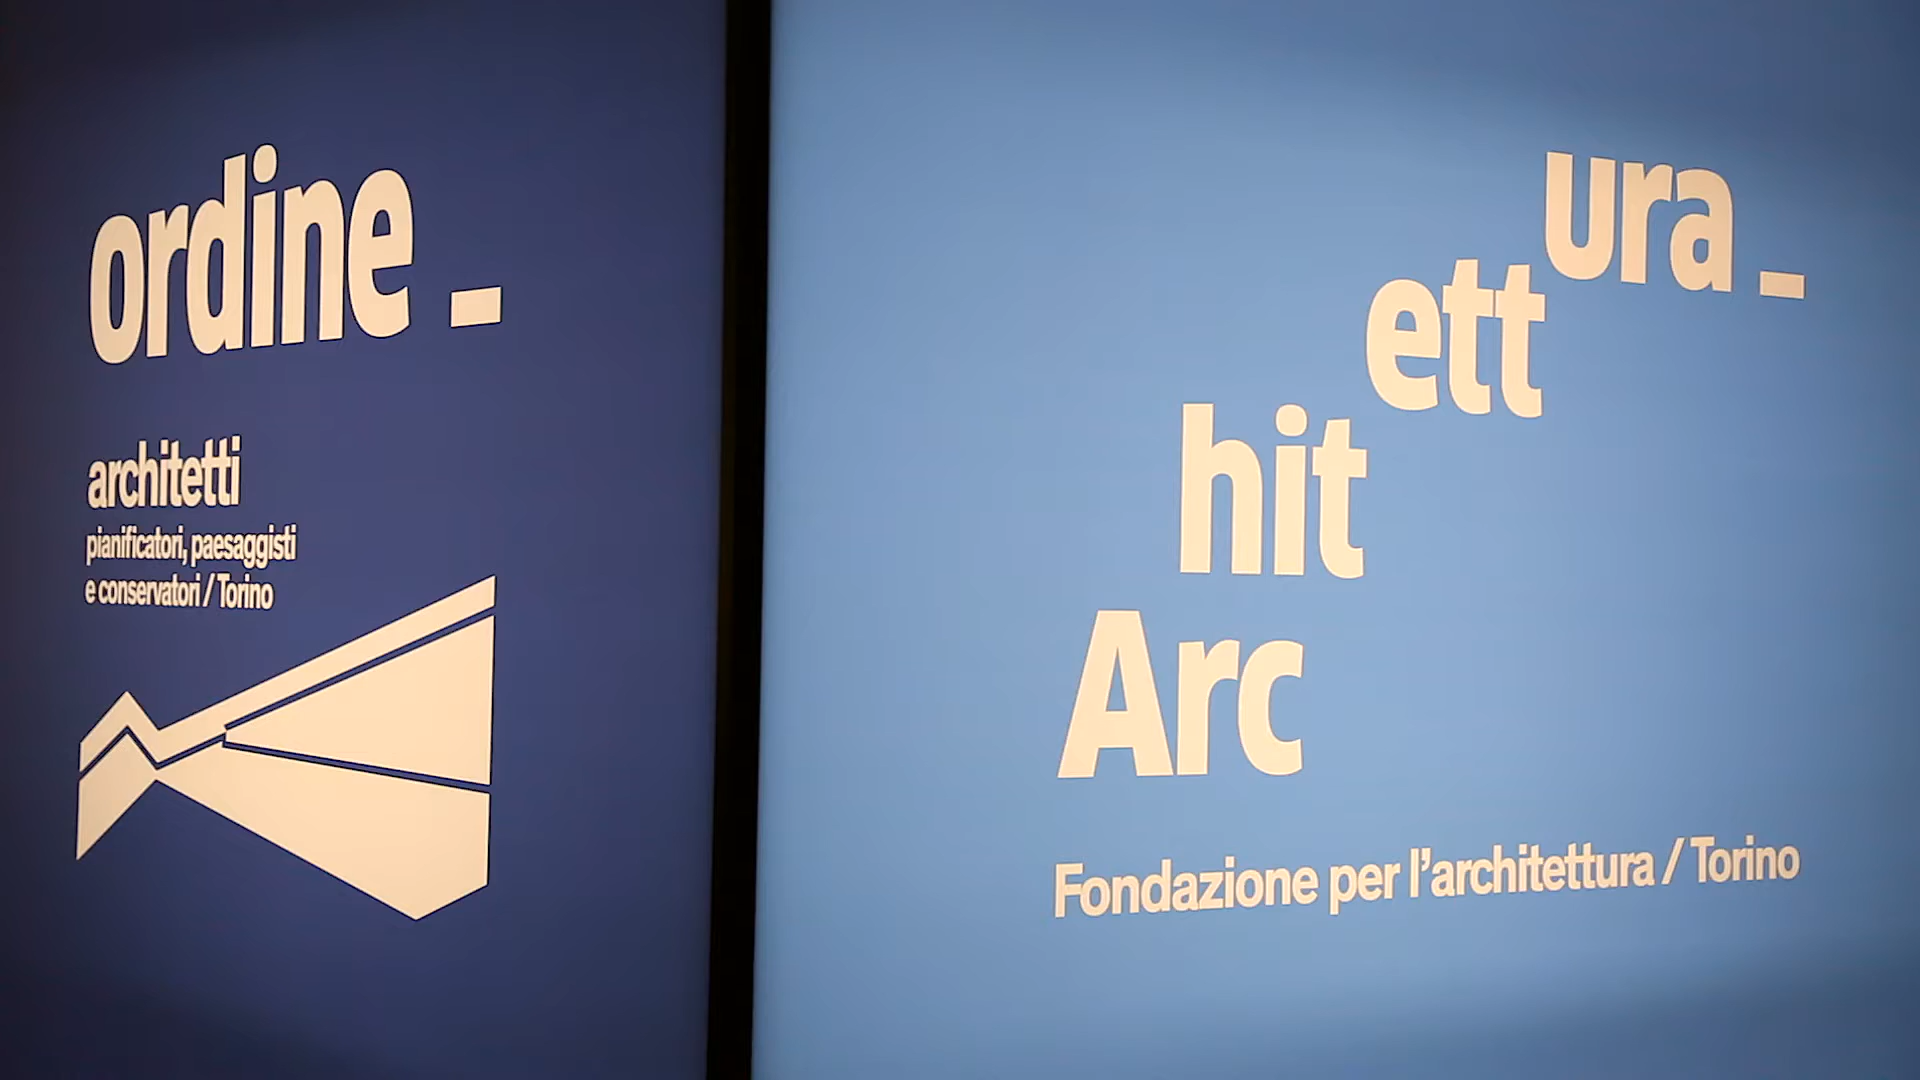 ordine _
architetti
pianificatori, paesaggisti
e conservatori / Torino
Arc
hit
ett
ura _
Fondazione per l'architettura / Torino